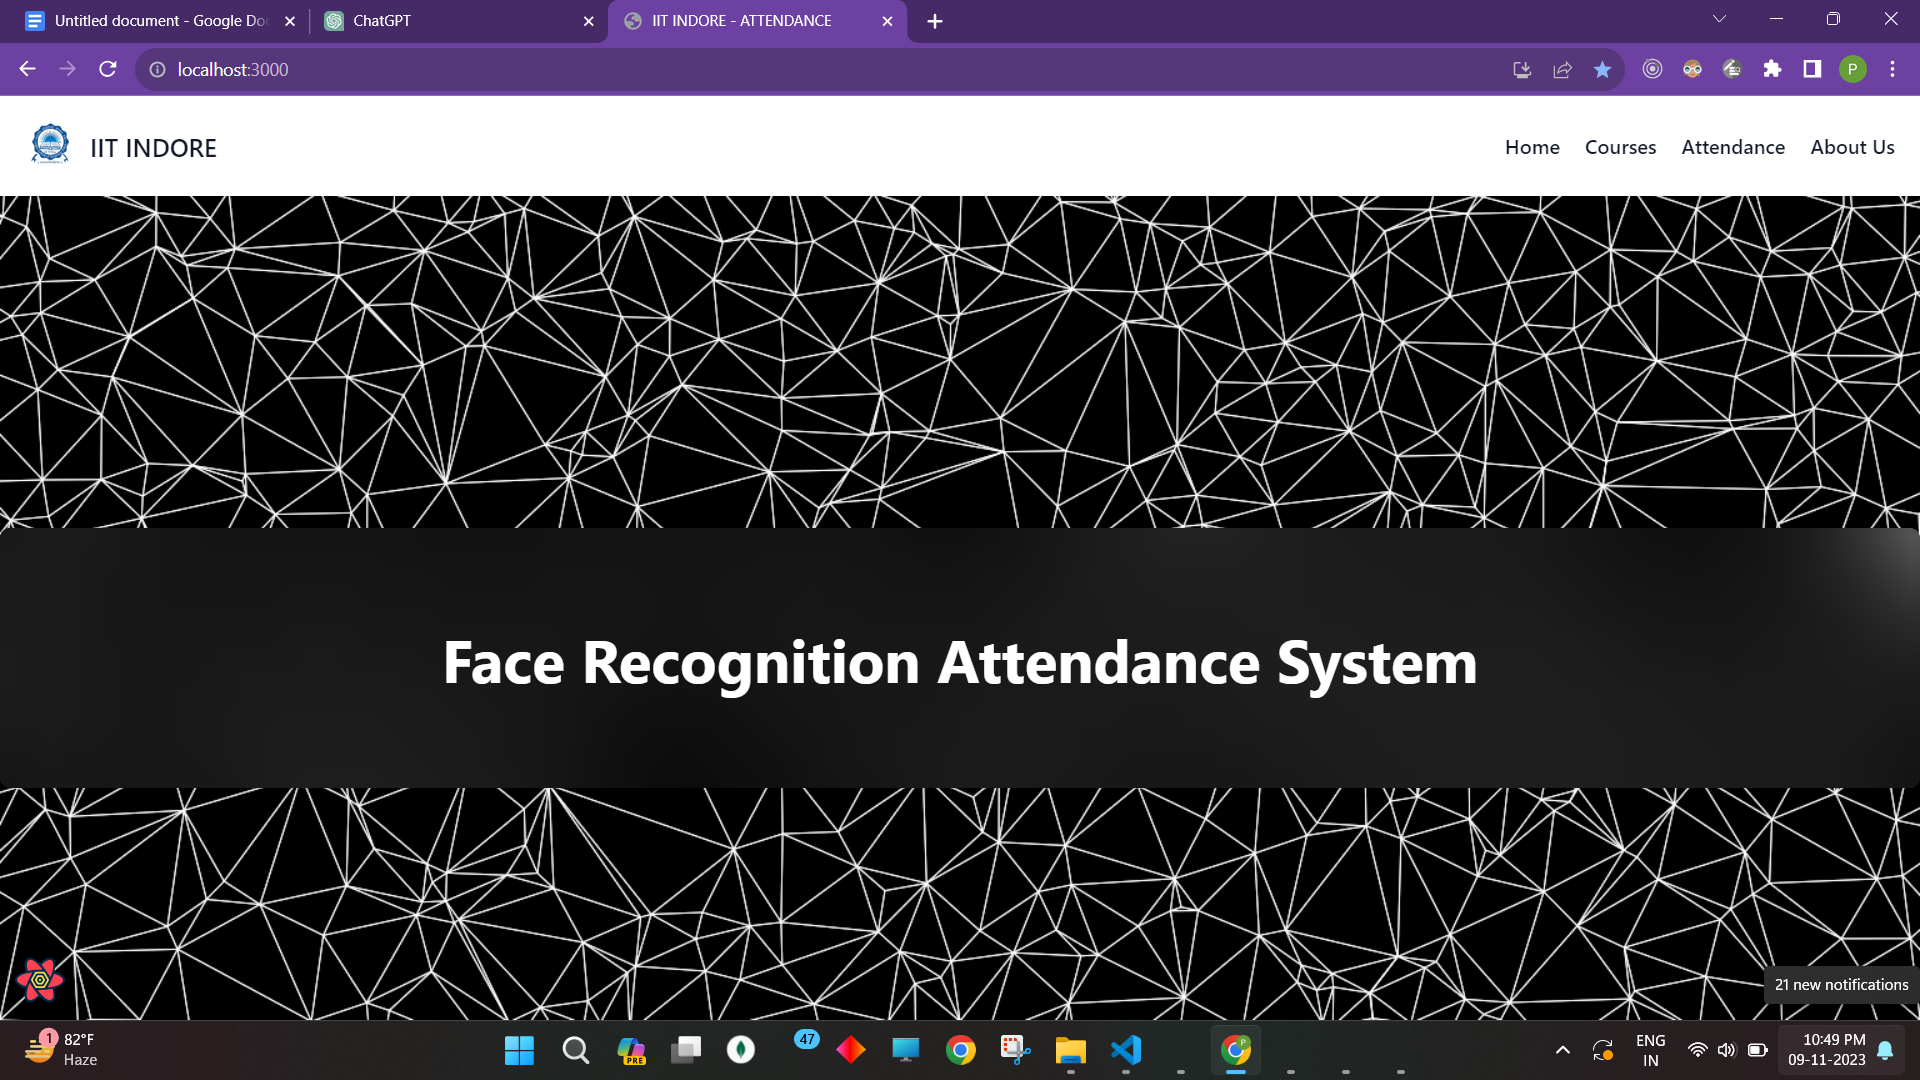 Untitled document - Google Do
ChatGPT
IIT INDORE - ATTENDANCE
localhost:3000
P
IIT INDORE
Home Courses Attendance About Us
Face Recognition Attendance System
21 new notifications
1
82°F
Haze
PRE
47
P
ENG
IN
10:49 PM
09-11-2023